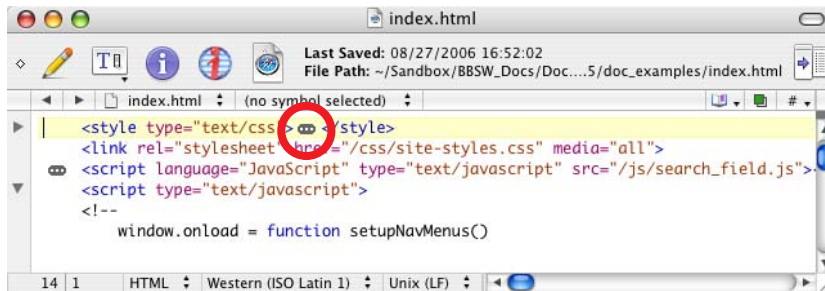 index.html
Last Saved: 08/27/2006 16:52:02
File Path: ~/Sandbox/BBSW_Docs/Doc....5/doc_examples/index.html
index.html (no symbol selected) #
<style type="text/css"> </style>
<link rel="stylesheet" href="/css/site-styles.css" media="all">
<script language="JavaScript" type="text/javascript" src="/js/search_field.js">
<script type="text/javascript">
<!--
window.onload = function setupNavMenus()
14 1 HTML Western (ISO Latin 1) Unix (LF)